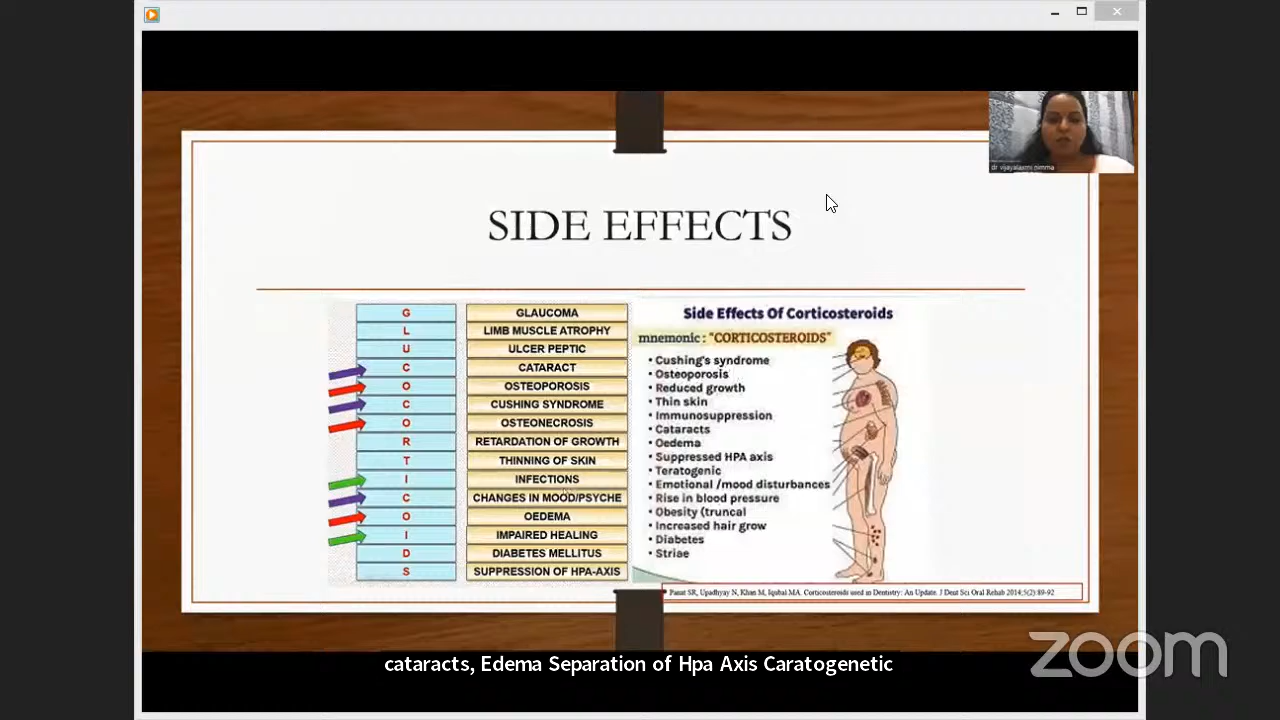 dr vijayalaxmi nimma
SIDE EFFECTS
G GLAUCOMA
L LIMB MUSCLE ATROPHY
U ULCER PEPTIC
C CATARACT
O OSTEOPOROSIS
C CUSHING SYNDROME
O OSTEONECROSIS
R RETARDATION OF GROWTH
T THINNING OF SKIN
I INFECTIONS
C CHANGES IN MOOD/PSYCHE
O OEDEMA
I IMPAIRED HEALING
D DIABETES MELLITUS
S SUPPRESSION OF HPA-AXIS
Side Effects Of Corticosteroids
mnemonic : "CORTICOSTEROIDS"
• Cushing's syndrome
• Osteoporosis
• Reduced growth
• Thin skin
• Immunosuppression
• Cataracts
• Oedema
• Suppressed HPA axis
• Teratogenic
• Emotional /mood disturbances
• Rise in blood pressure
• Obesity (truncal
• Increased hair grow
• Diabetes
• Striae
Panat SR, Upadhyay N, Khan M, Iqubal MA. Corticosteroids used in Dentistry: An Update. J Dent Sci Oral Rehab 2014;5(2) 89-92
zoom
cataracts, Edema Separation of Hpa Axis Caratogenetic